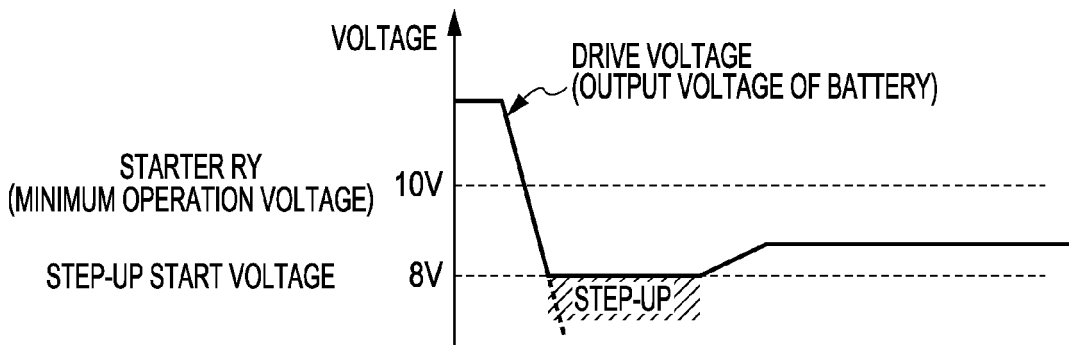 VOLTAGE
DRIVE VOLTAGE
(OUTPUT VOLTAGE OF BATTERY)
STARTER RY
(MINIMUM OPERATION VOLTAGE)
10V
STEP-UP START VOLTAGE
8V
STEP-UP